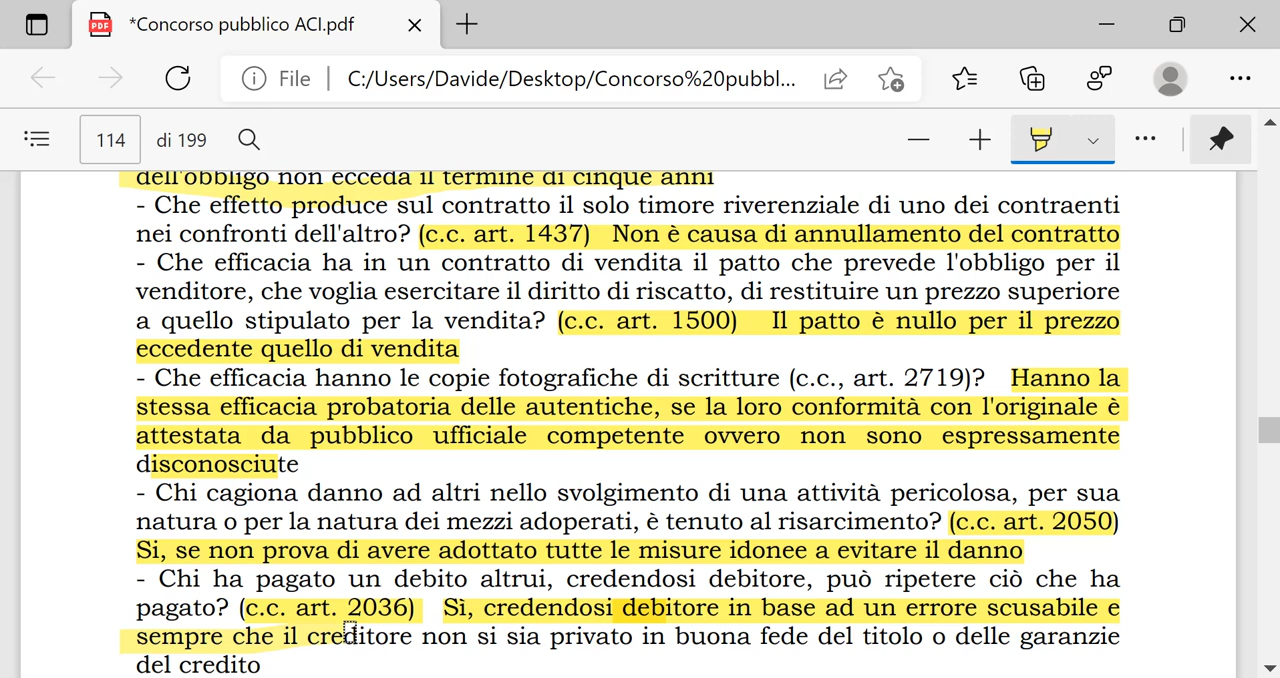 *Concorso pubblico ACI.pdf
File | C:/Users/Davide/Desktop/Concorso%20pubbl...
114 di 199
dell'obbligo non ecceda il termine di cinque anni
- Che effetto produce sul contratto il solo timore riverenziale di uno dei contraenti
nei confronti dell'altro? (c.c. art. 1437) Non è causa di annullamento del contratto
- Che efficacia ha in un contratto di vendita il patto che prevede l'obbligo per il
venditore, che voglia esercitare il diritto di riscatto, di restituire un prezzo superiore
a quello stipulato per la vendita? (c.c. art. 1500) Il patto è nullo per il prezzo
eccedente quello di vendita
- Che efficacia hanno le copie fotografiche di scritture (c.c., art. 2719)? Hanno la
stessa efficacia probatoria delle autentiche, se la loro conformità con l'originale è
attestata da pubblico ufficiale competente ovvero non sono espressamente
disconosciute
- Chi cagiona danno ad altri nello svolgimento di una attività pericolosa, per sua
natura o per la natura dei mezzi adoperati, è tenuto al risarcimento? (c.c. art. 2050)
Si, se non prova di avere adottato tutte le misure idonee a evitare il danno
- Chi ha pagato un debito altrui, credendosi debitore, può ripetere ciò che ha
pagato? (c.c. art. 2036) Sì, credendosi debitore in base ad un errore scusabile e
sempre che il creditore non si sia privato in buona fede del titolo o delle garanzie
del credito